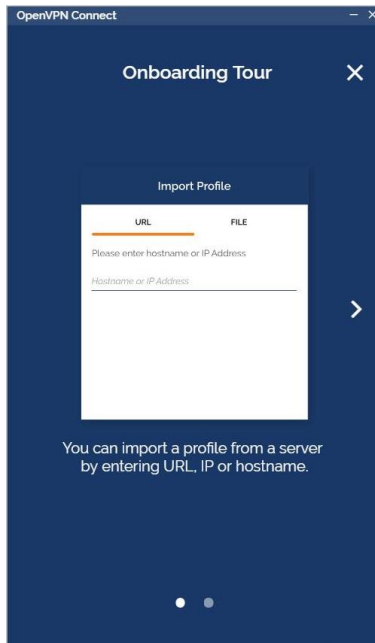 OpenVPN Connect
Onboarding Tour
Import Profile
URL FILE
Please enter hostname or IP Address
Hostname or IP Address
You can import a profile from a server
by entering URL, IP or hostname.